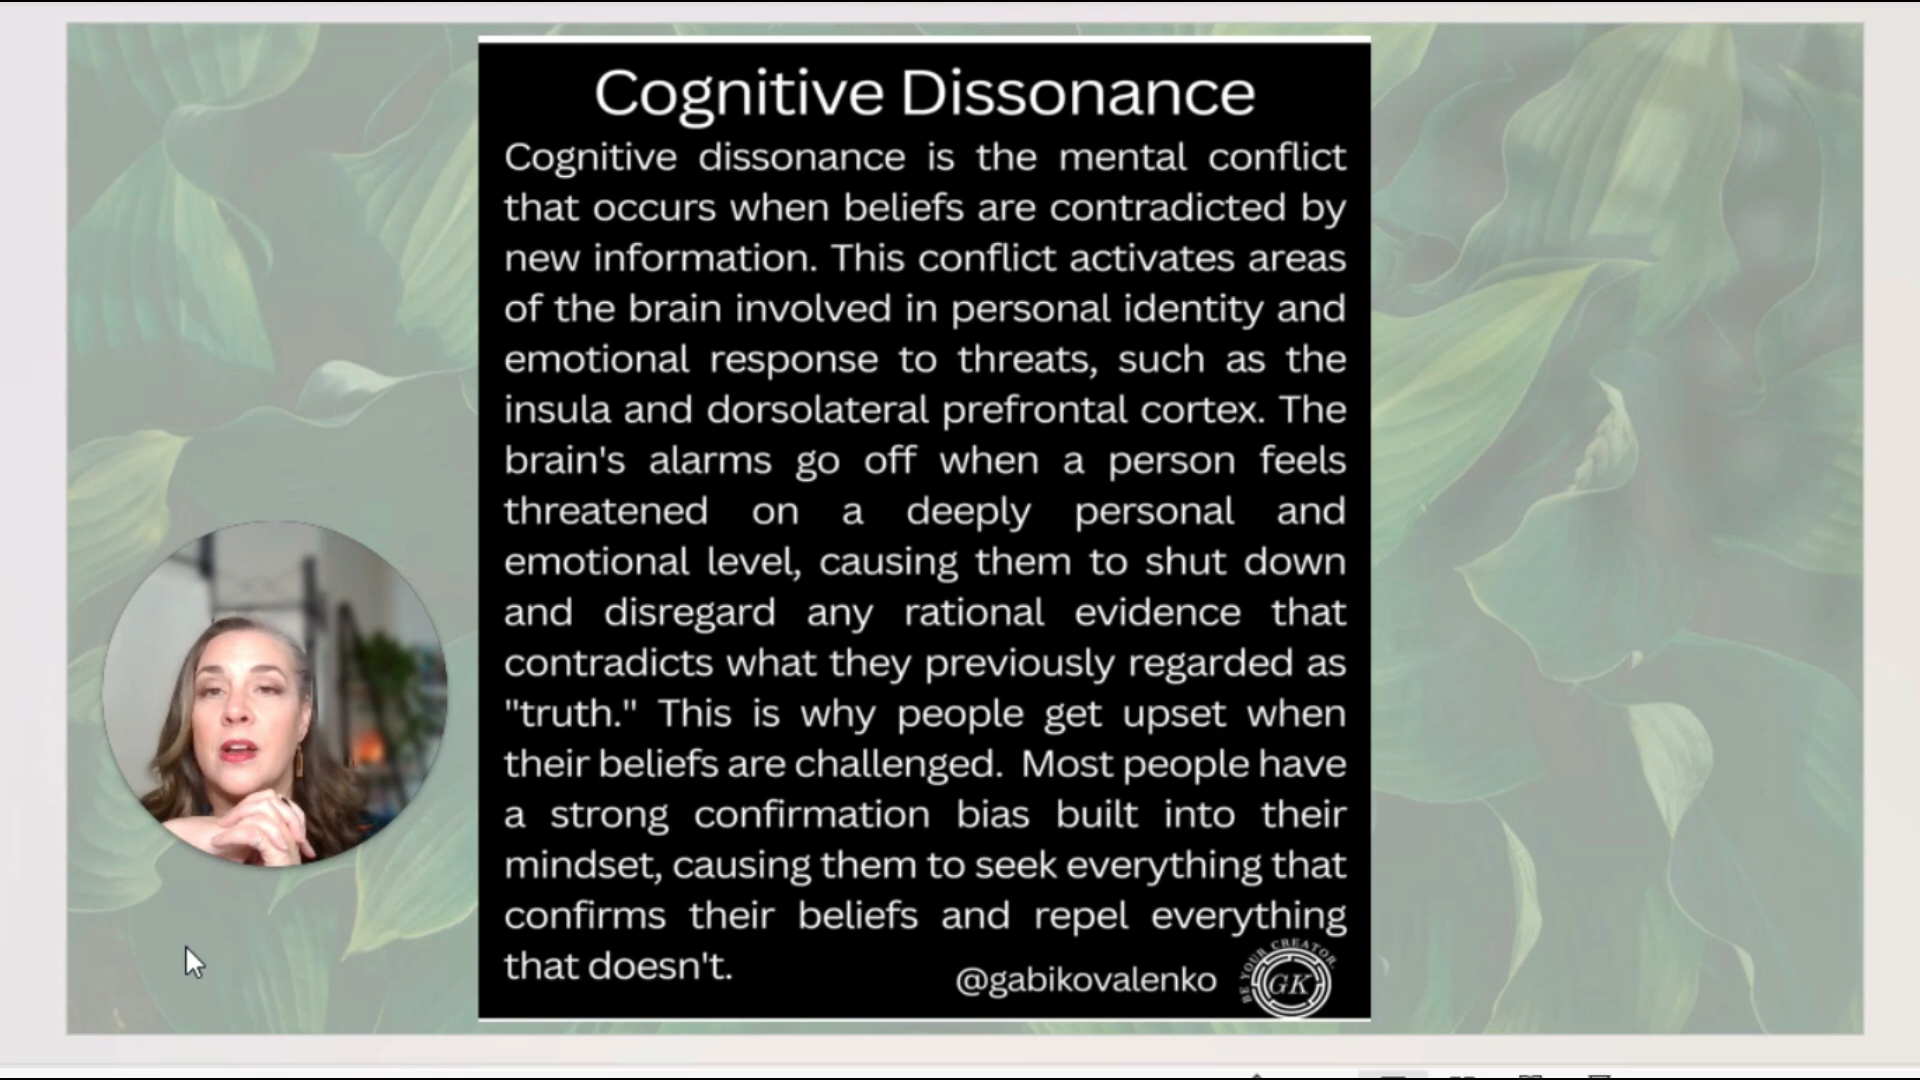 Cognitive Dissonance
Cognitive dissonance is the mental conflict
that occurs when beliefs are contradicted by
new information. This conflict activates areas
of the brain involved in personal identity and
emotional response to threats, such as the
insula and dorsolateral prefrontal cortex. The
brain's alarms go off when a person feels
threatened on a deeply personal and
emotional level, causing them to shut down
and disregard any rational evidence that
contradicts what they previously regarded as
"truth." This is why people get upset when
their beliefs are challenged. Most people have
a strong confirmation bias built into their
mindset, causing them to seek everything that
confirms their beliefs and repel everything
that doesn't.
@gabikovalenko
BE YOUR CREATOR.
GK